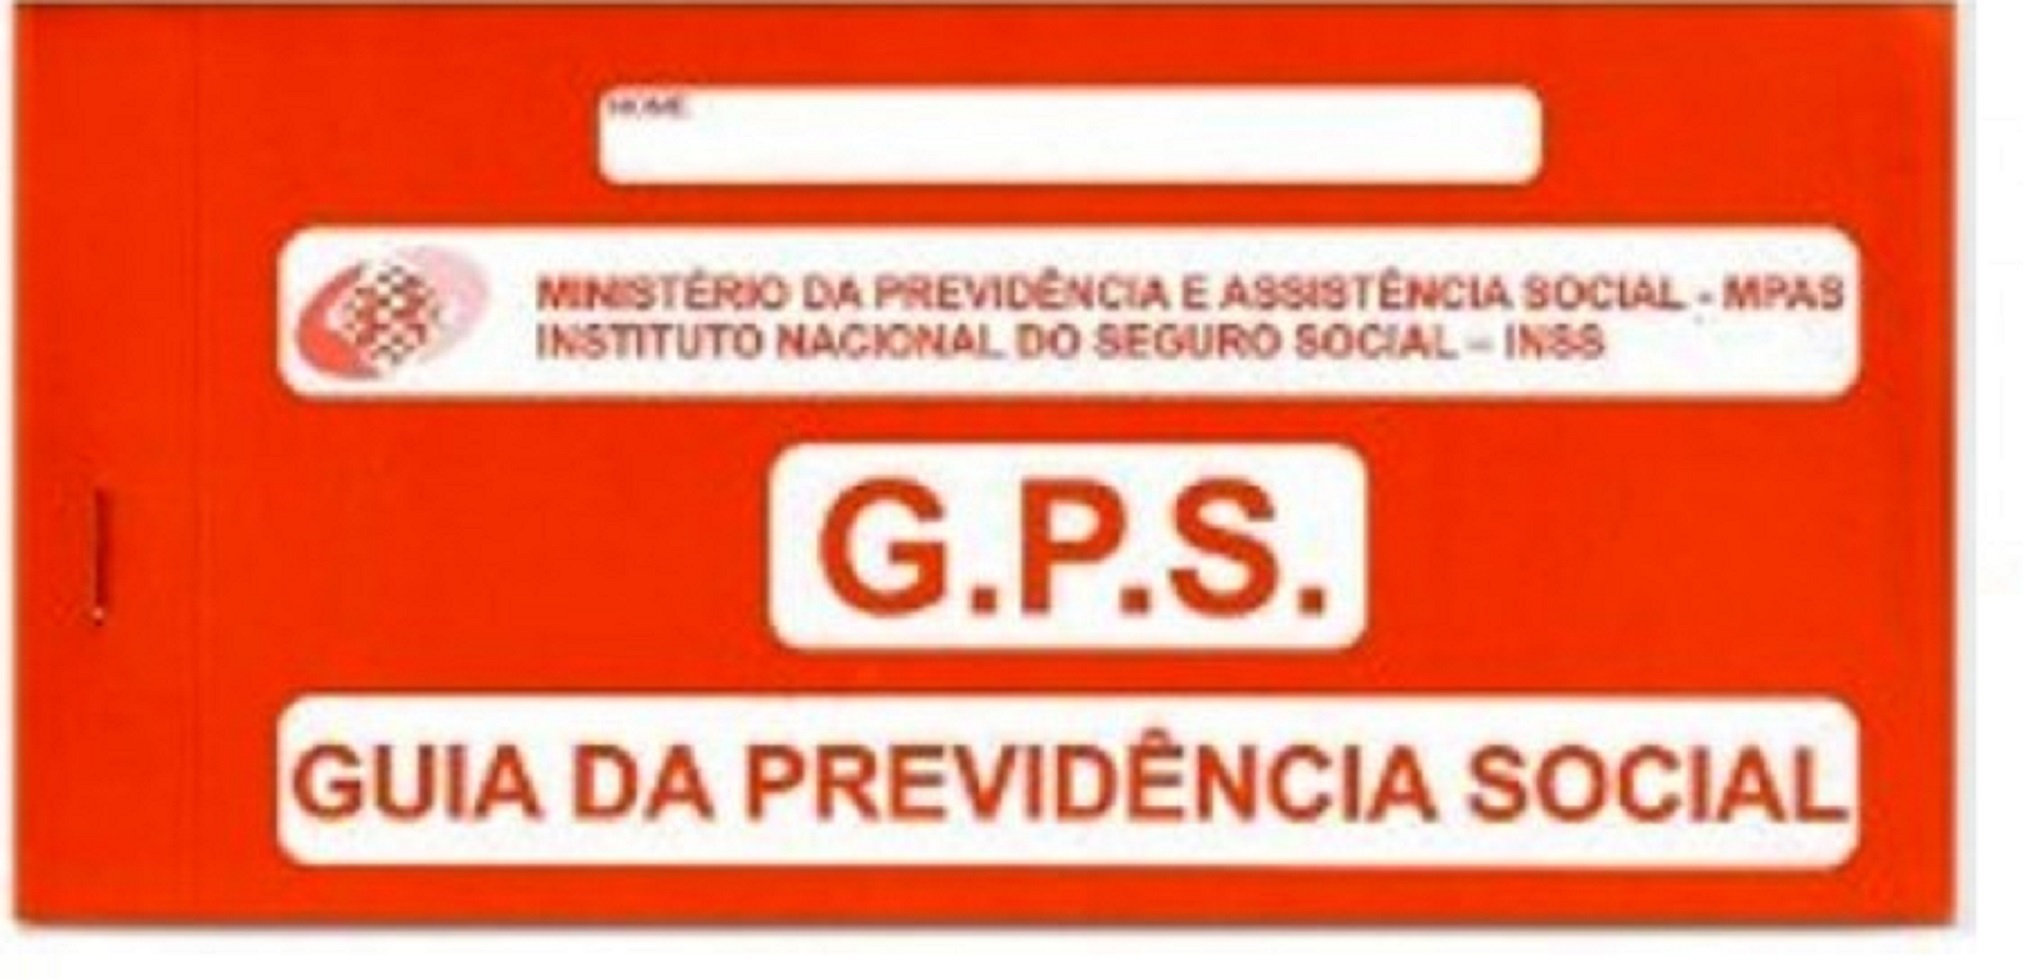 NOME
MINISTÉRIO DA PREVIDÊNCIA E ASSISTÊNCIA SOCIAL - MPAS
INSTITUTO NACIONAL DO SEGURO SOCIAL – INSS
G.P.S.
GUIA DA PREVIDÊNCIA SOCIAL